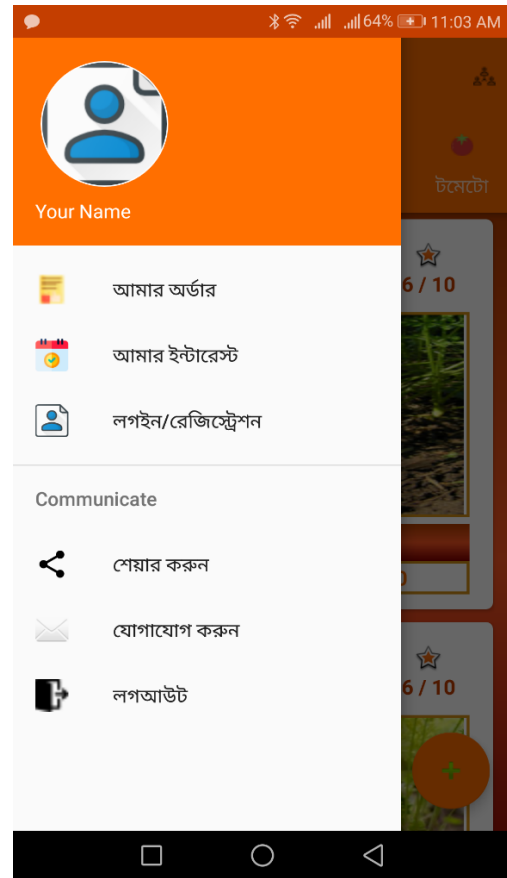 64% 11:03 AM
Your Name
টমেটো
6 / 10
আমার অর্ডার
আমার ইন্টারেস্ট
লগইন/রেজিস্ট্রেশন
Communicate
শেয়ার করুন
যোগাযোগ করুন
লগআউট
6 / 10